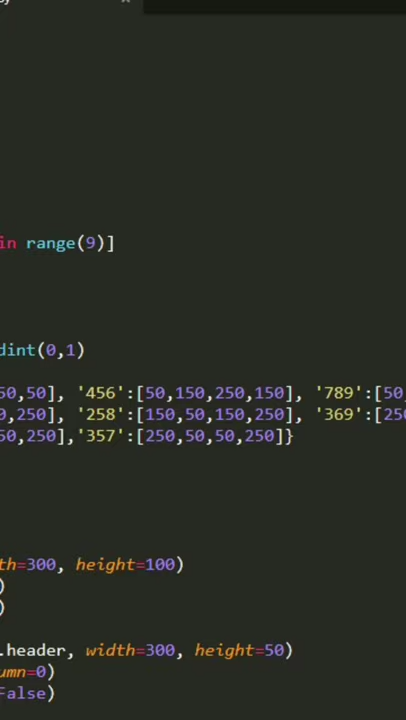 in range(9)]
dint(0,1)
50,50], '456':[50,150,250,150], '789':[50,
0,250], '258':[150,50,150,250], '369':[250
50,250],'357':[250,50,50,250]}
th=300, height=100)
)
)
.header, width=300, height=50)
umn=0)
False)